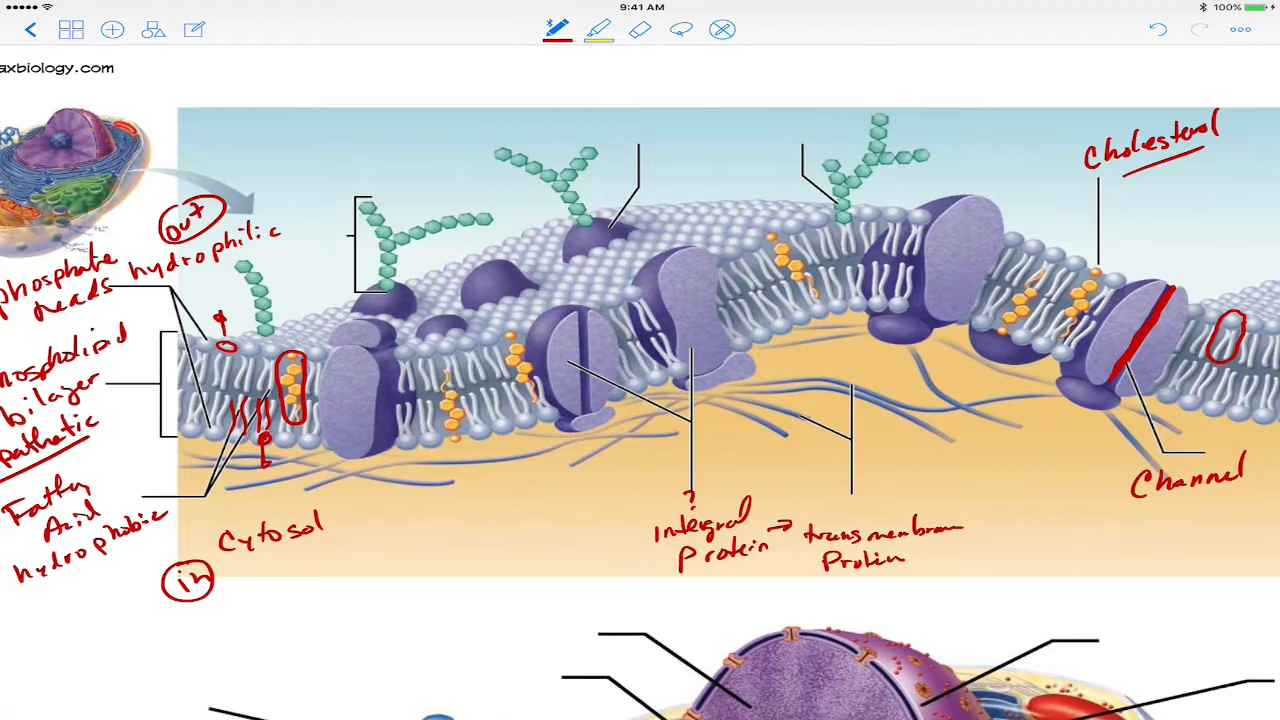 9:41 AM
100%
axbiology.com
Cholesterol
out
hydrophilic
phosphate
heads
hospholipid
bilayer
pathetic
Fatty
Acid
hydrophobic
Cytosol
in
?
integral
Protein → transmembrane
Protein
Channel